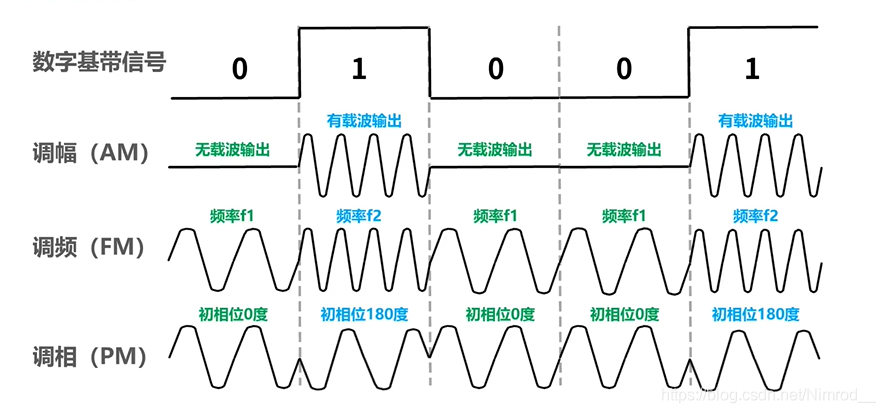 数字基带信号
0 1 0 0 1
有载波输出 有载波输出
调幅（AM） 无载波输出 无载波输出 无载波输出
频率f1 频率f2 频率f1 频率f1 频率f2
调频（FM）
初相位0度 初相位180度 初相位0度 初相位0度 初相位180度
调相（PM）
https://blog.csdn.net/Nimrod__